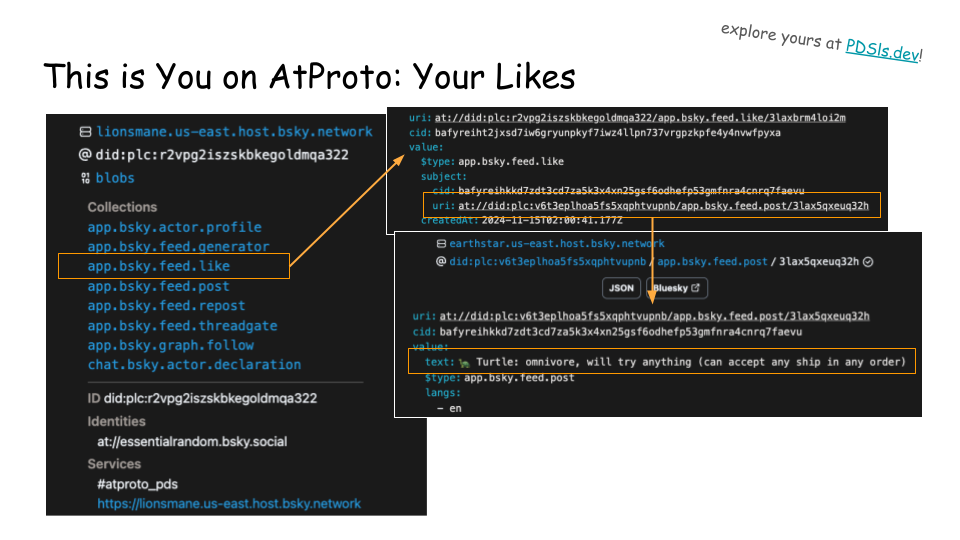 explore yours at PDSls.dev!
This is You on AtProto: Your Likes
lionsmane.us-east.host.bsky.network
@ did:plc:r2vpg2iszskbkegoldmqa322
blobs
Collections
app.bsky.actor.profile
app.bsky.feed.generator
app.bsky.feed.like
app.bsky.feed.post
app.bsky.feed.repost
app.bsky.feed.threadgate
app.bsky.graph.follow
chat.bsky.actor.declaration
ID did:plc:r2vpg2iszskbkegoldmqa322
Identities
at://essentialrandom.bsky.social
Services
#atproto_pds
https://lionsmane.us-east.host.bsky.network
uri: at://did:plc:r2vpg2iszskbkegoldmqa322/app.bsky.feed.like/3laxbrm4loi2m
cid: bafyreiht2jxsd7iw6gryunpkyf7iwz4llpn737vrgpzkpfe4y4nvwfpyxa
value:
$type: app.bsky.feed.like
subject:
cid: bafyreihkkd7zdt3cd7za5k3x4xn25gsf6odhefp53gmfnra4cnrq7faevu
uri: at://did:plc:v6t3eplhoa5fs5xqphtvupnb/app.bsky.feed.post/3lax5qxeuq32h
createdAt: 2024-11-15T02:00:41.177Z
earthstar.us-east.host.bsky.network
@ did:plc:v6t3eplhoa5fs5xqphtvupnb / app.bsky.feed.post / 3lax5qxeuq32h
JSON
Bluesky
uri: at://did:plc:v6t3eplhoa5fs5xqphtvupnb/app.bsky.feed.post/3lax5qxeuq32h
cid: bafyreihkkd7zdt3cd7za5k3x4xn25gsf6odhefp53gmfnra4cnrq7faevu
value:
text: 🐢 Turtle: omnivore, will try anything (can accept any ship in any order)
$type: app.bsky.feed.post
langs:
- en